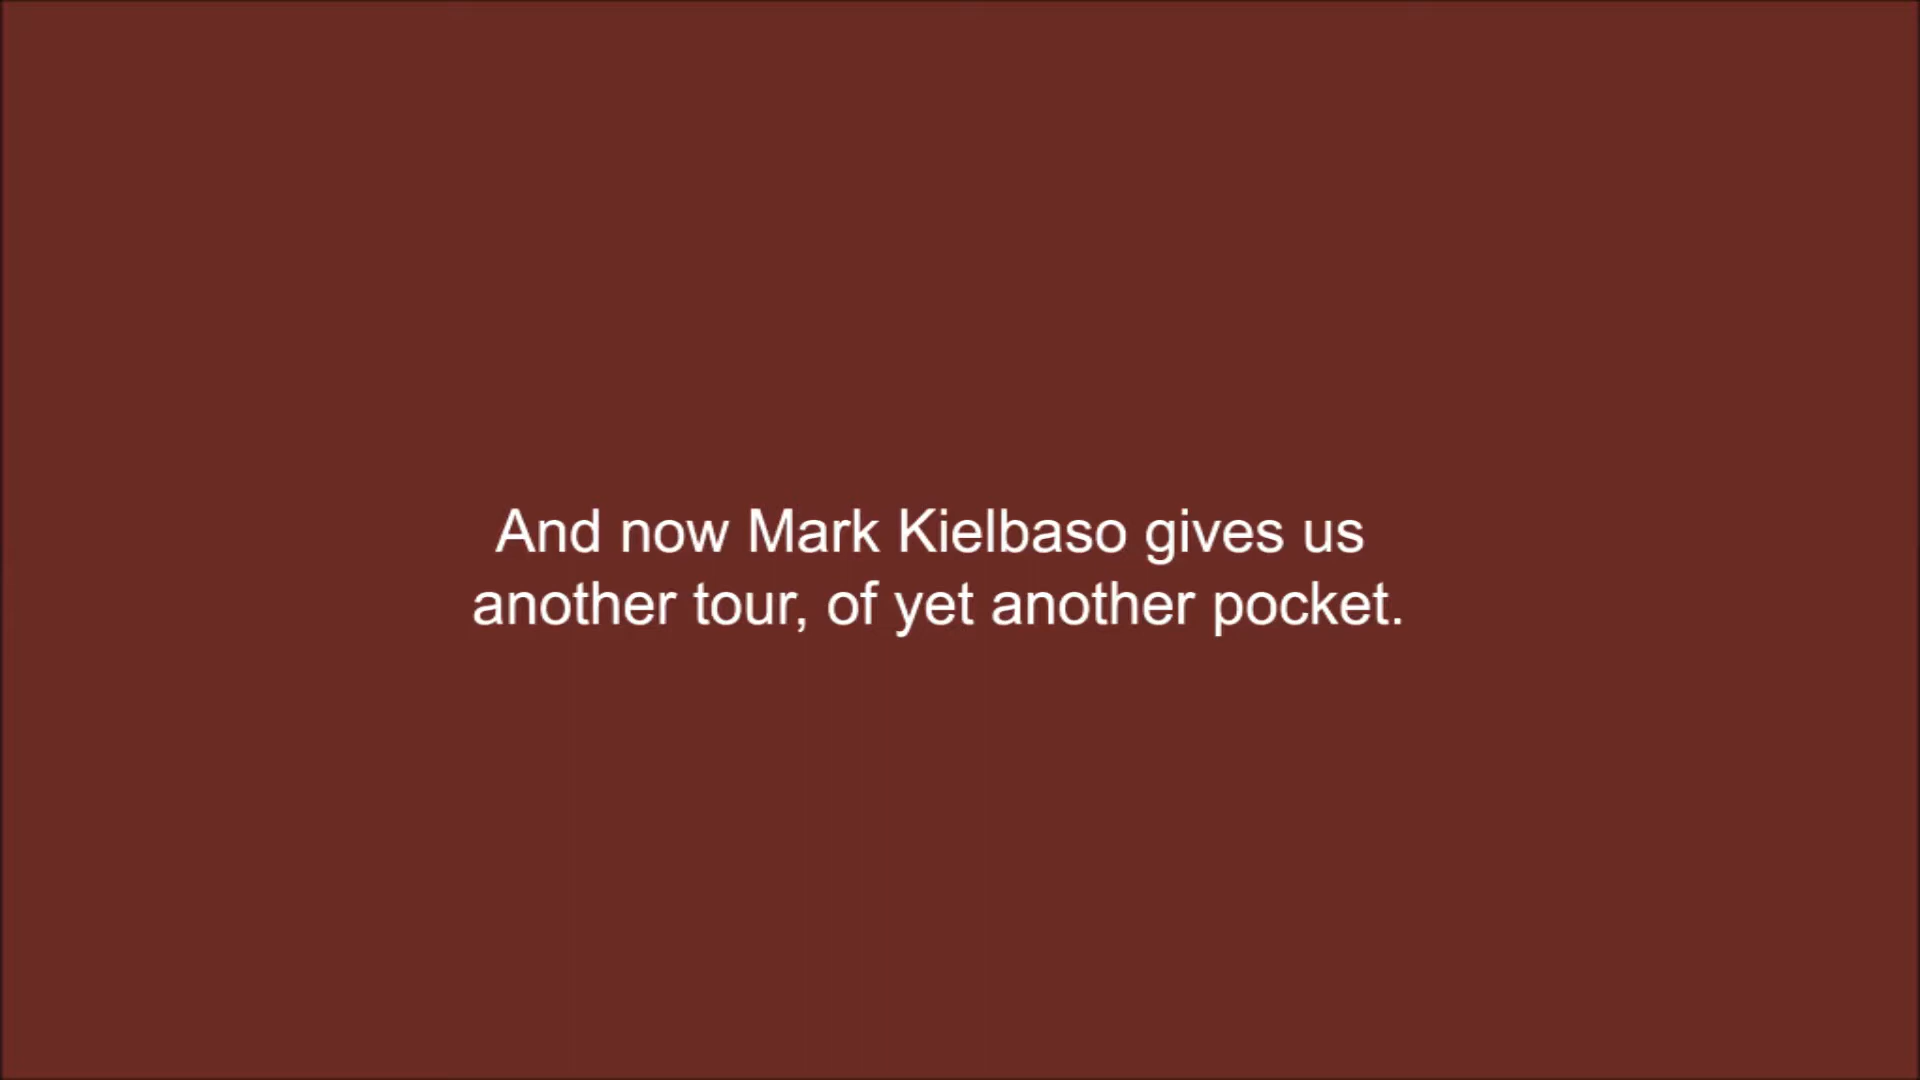 And now Mark Kielbaso gives us
another tour, of yet another pocket.